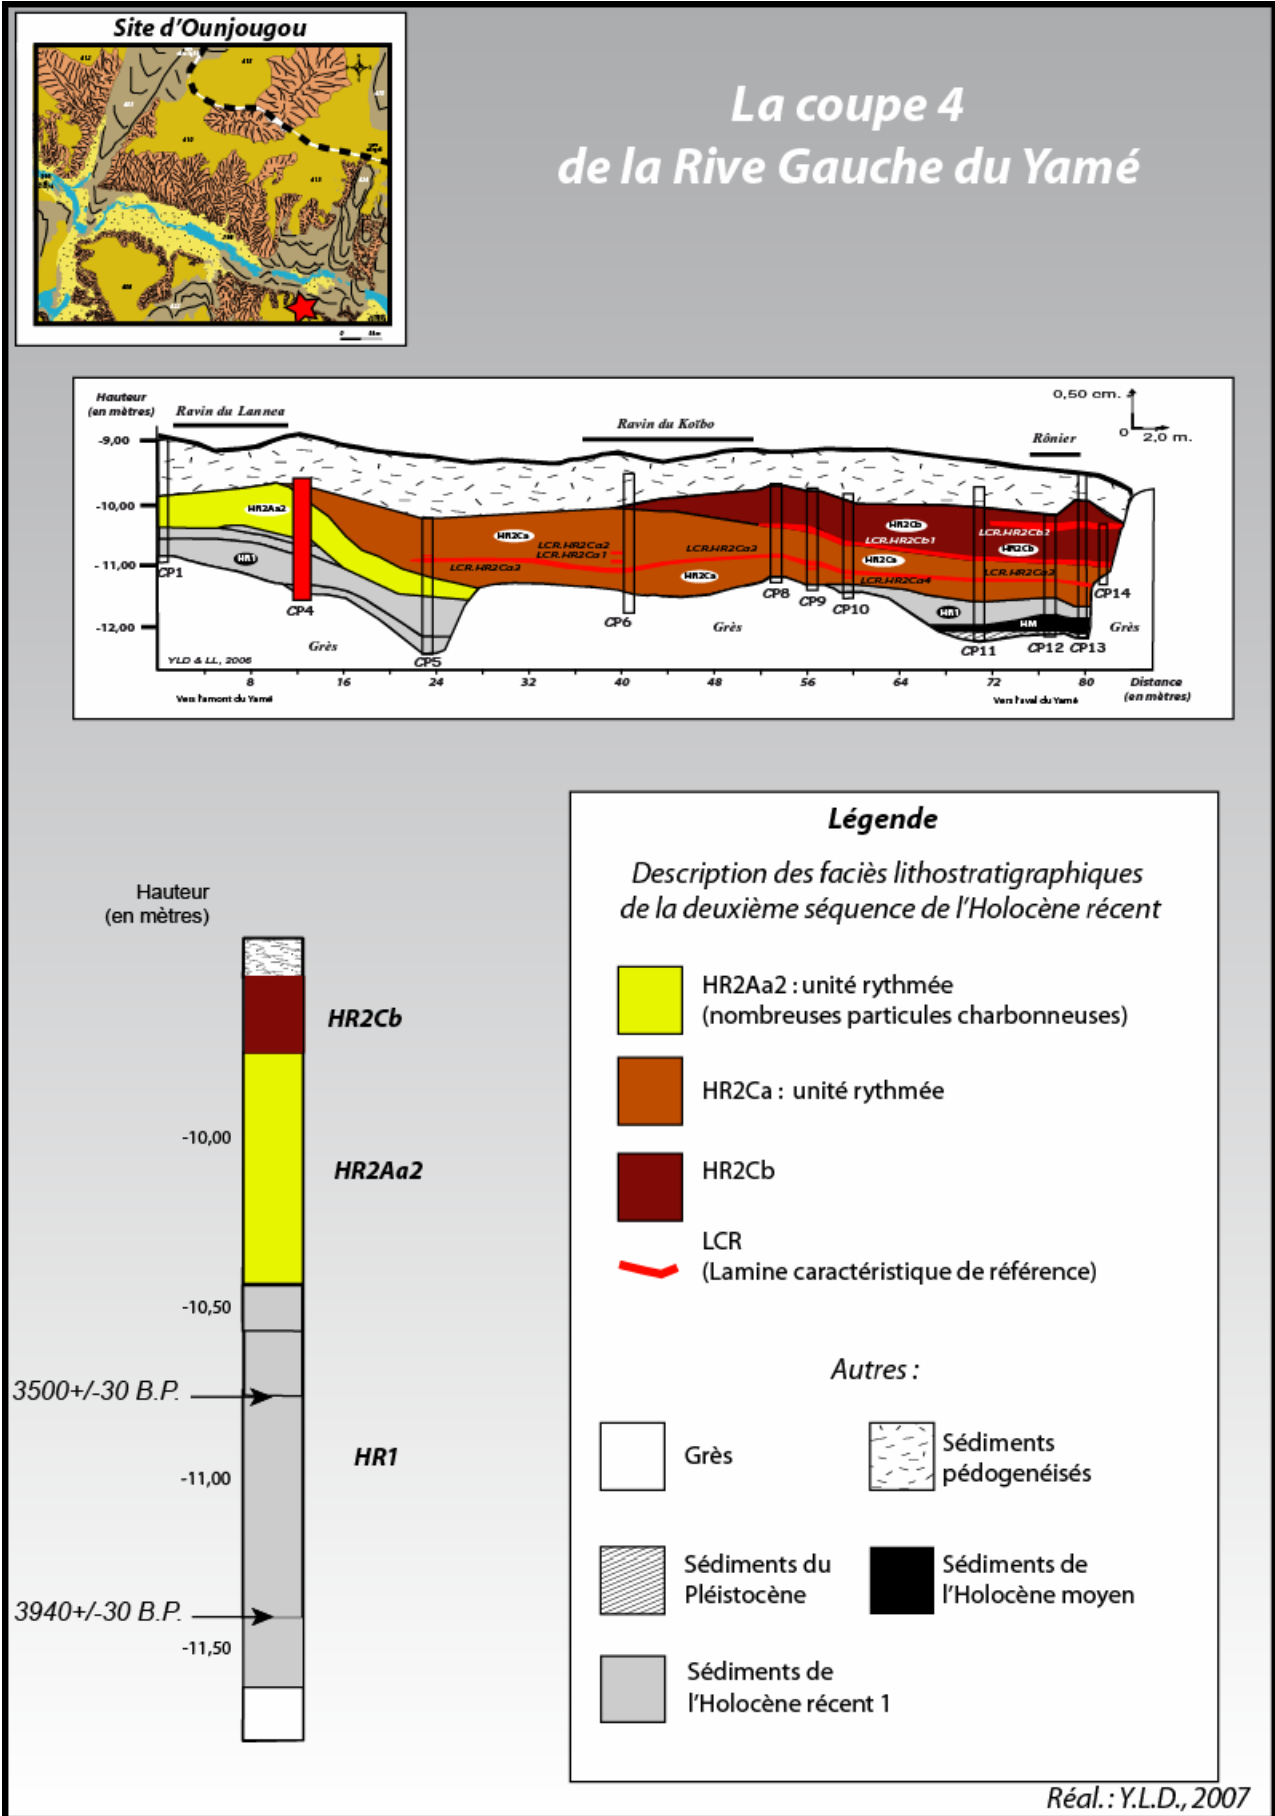 Site d'Ounjougou
La coupe 4
de la Rive Gauche du Yamé
Hauteur
(en mètres)
Ravin du Lannea
Ravin du Koïbo
Rônier
0,50 cm.
0
2,0 m.
-9,00
-10,00
-11,00
-12,00
HR2Aa2
HR1
HR2Ca
LCR.HR2Ca2
LCR.HR2Ca1
LCR.HR2Ca3
LCR.HR2Ca3
HR2Ca
HR2Cb
LCR.HR2Cb1
LCR.HR2Cb2
HR2Cb
HR2Ca
LCR.HR2Ca4
HR1
HM
CP1
CP4
CP5
CP6
CP8
CP9
CP10
CP11
CP12
CP13
CP14
Grès
Grès
Grès
YLD & LL, 2006
8
16
24
32
40
48
56
64
72
80
Distance
(en mètres)
Vers l'amont du Yamé
Vers l'aval du Yamé
Hauteur
(en mètres)
HR2Cb
-10,00
HR2Aa2
-10,50
3500+/-30 B.P.
HR1
-11,00
3940+/-30 B.P.
-11,50
Légende
Description des faciès lithostratigraphiques
de la deuxième séquence de l'Holocène récent
HR2Aa2 : unité rythmée
(nombreuses particules charbonneuses)
HR2Ca : unité rythmée
HR2Cb
LCR
(Lamine caractéristique de référence)
Autres :
Grès
Sédiments
pédogenéisés
Sédiments du
Pléistocène
Sédiments de
l'Holocène moyen
Sédiments de
l'Holocène récent 1
Réal. : Y.L.D., 2007